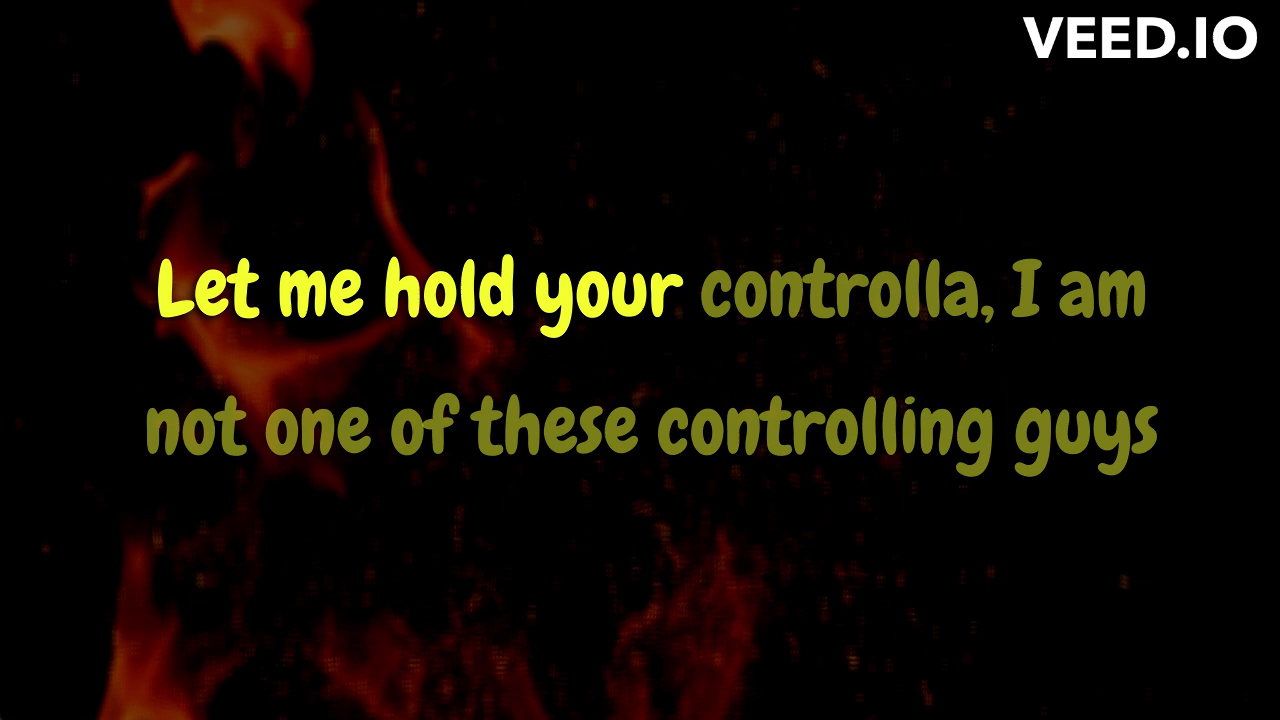 VEED.IO
Let me hold your controlla, I am
not one of these controlling guys